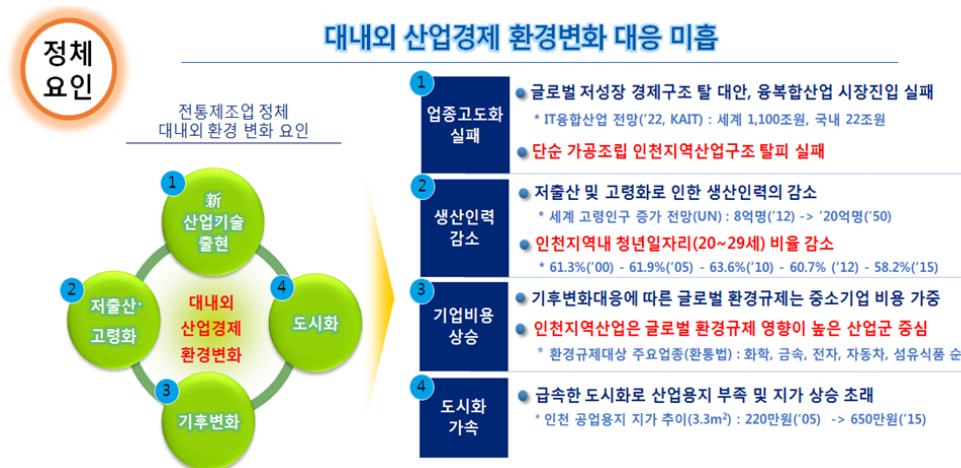 정체
요인
대내외 산업경제 환경변화 대응 미흡
전통제조업 정체
대내외 환경 변화 요인
1
新
산업기술
출현
2
저출산·
고령화
대내외
산업경제
환경변화
4
도시화
3
기후변화
1
업종고도화
실패
글로벌 저성장 경제구조 탈 대안, 융복합산업 시장진입 실패
* IT융합산업 전망('22, KAIT) : 세계 1,100조원, 국내 22조원
단순 가공조립 인천지역산업구조 탈피 실패
2
생산인력
감소
저출산 및 고령화로 인한 생산인력의 감소
* 세계 고령인구 증가 전망(UN) : 8억명('12) -> '20억명('50)
인천지역내 청년일자리(20~29세) 비율 감소
* 61.3%('00) - 61.9%('05) - 63.6%('10) - 60.7% ('12) - 58.2%('15)
3
기업비용
상승
기후변화대응에 따른 글로벌 환경규제는 중소기업 비용 가중
인천지역산업은 글로벌 환경규제 영향이 높은 산업군 중심
* 환경규제대상 주요업종(환통법) : 화학, 금속, 전자, 자동차, 섬유식품 순
4
도시화
가속
급속한 도시화로 산업용지 부족 및 지가 상승 초래
* 인천 공업용지 지가 추이(3.3m²) : 220만원('05) -> 650만원('15)